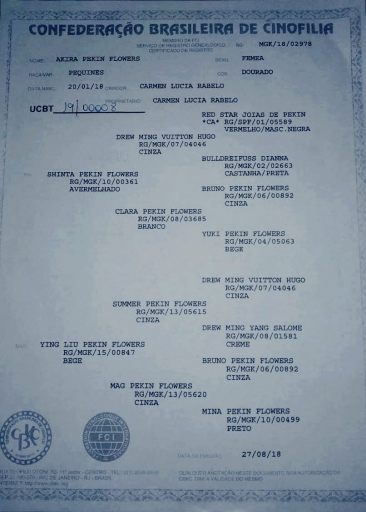 CONFEDERAÇÃO BRASILEIRA DE CINOFILIA
SERVIÇO DE REGISTRO GENEALÓGICO RG MGK/18/02978
CERTIFICADO DE REGISTRO
NOME AKIRA PEKIN FLOWERS SEXO FEMEA
RAÇA/VAR. PEQUINES COR DOURADO
20/01/18 CRIADOR CARMEN LUCIA RABELO
PROPRIETÁRIO CARMEN LUCIA RABELO
UCBT 19/00008
RED STAR JOIAS DE PEKIN
*CA* RG/SPF/01/05589
VERMELHO/MASC.NEGRA
DREW MING VUITTON HUGO
RG/MGK/07/04046
CINZA
BULLDREIFUSS DIANNA
RG/MGK/02/02663
CASTANHA/PRETA
SHINTA PEKIN FLOWERS
RG/MGK/10/00361
AVERMELHADO
BRUNO PEKIN FLOWERS
RG/MGK/06/00892
CINZA
CLARA PEKIN FLOWERS
RG/MGK/08/03685
BRANCO
YUKI PEKIN FLOWERS
RG/MGK/04/05063
BEGE
DREW MING VUITTON HUGO
RG/MGK/07/04046
CINZA
SUMMER PEKIN FLOWERS
RG/MGK/13/05615
CINZA
DREW MING YANG SALOME
RG/MGK/08/01581
CREME
YING LIU PEKIN FLOWERS
RG/MGK/15/00847
BEGE
BRUNO PEKIN FLOWERS
RG/MGK/06/00892
CINZA
MAG PEKIN FLOWERS
RG/MGK/13/05620
CINZA
MINA PEKIN FLOWERS
RG/MGK/10/00499
PRETO
CBKC
FCI
27/08/18